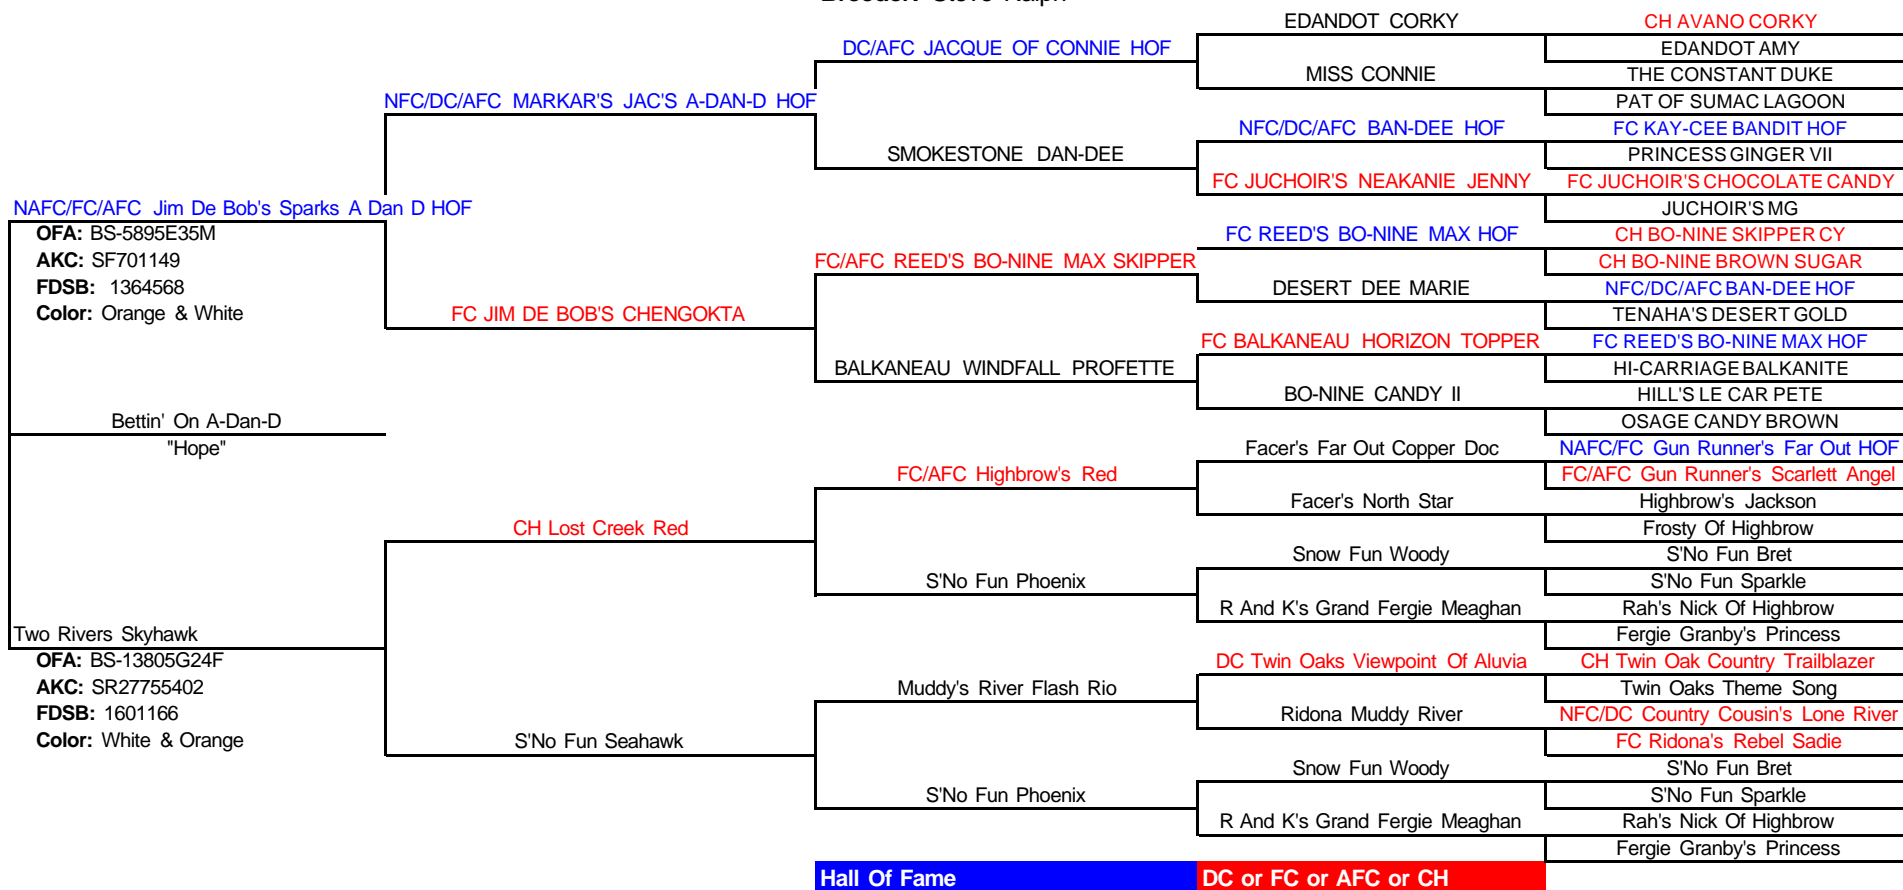 EDANDOT CORKY CH AVANO CORKY
DC/AFC JACQUE OF CONNIE HOF EDANDOT AMY
MISS CONNIE THE CONSTANT DUKE
NFC/DC/AFC MARKAR'S JAC'S A-DAN-D HOF PAT OF SUMAC LAGOON
NFC/DC/AFC BAN-DEE HOF FC KAY-CEE BANDIT HOF
SMOKESTONE DAN-DEE PRINCESS GINGER VII
FC JUCHOIR'S NEAKANIE JENNY FC JUCHOIR'S CHOCOLATE CANDY
NAFC/FC/AFC Jim De Bob's Sparks A Dan D HOF JUCHOIR'S MG
OFA: BS-5895E35M FC REED'S BO-NINE MAX HOF CH BO-NINE SKIPPER CY
AKC: SF701149 FC/AFC REED'S BO-NINE MAX SKIPPER CH BO-NINE BROWN SUGAR
FDSB: 1364568 DESERT DEE MARIE NFC/DC/AFC BAN-DEE HOF
Color: Orange & White FC JIM DE BOB'S CHENGOKTA TENAHA'S DESERT GOLD
FC BALKANEAU HORIZON TOPPER FC REED'S BO-NINE MAX HOF
BALKANEAU WINDFALL PROFETTE HI-CARRIAGE BALKANITE
BO-NINE CANDY II HILL'S LE CAR PETE
Bettin' On A-Dan-D OSAGE CANDY BROWN
"Hope" Facer's Far Out Copper Doc NAFC/FC Gun Runner's Far Out HOF
FC/AFC Highbrow's Red FC/AFC Gun Runner's Scarlett Angel
Facer's North Star Highbrow's Jackson
CH Lost Creek Red Frosty Of Highbrow
Snow Fun Woody S'No Fun Bret
S'No Fun Phoenix S'No Fun Sparkle
R And K's Grand Fergie Meaghan Rah's Nick Of Highbrow
Two Rivers Skyhawk Fergie Granby's Princess
OFA: BS-13805G24F DC Twin Oaks Viewpoint Of Aluvia CH Twin Oak Country Trailblazer
AKC: SR27755402 Muddy's River Flash Rio Twin Oaks Theme Song
FDSB: 1601166 Ridona Muddy River NFC/DC Country Cousin's Lone River
Color: White & Orange S'No Fun Seahawk FC Ridona's Rebel Sadie
Snow Fun Woody S'No Fun Bret
S'No Fun Phoenix S'No Fun Sparkle
R And K's Grand Fergie Meaghan Rah's Nick Of Highbrow
Fergie Granby's Princess
Hall Of Fame DC or FC or AFC or CH